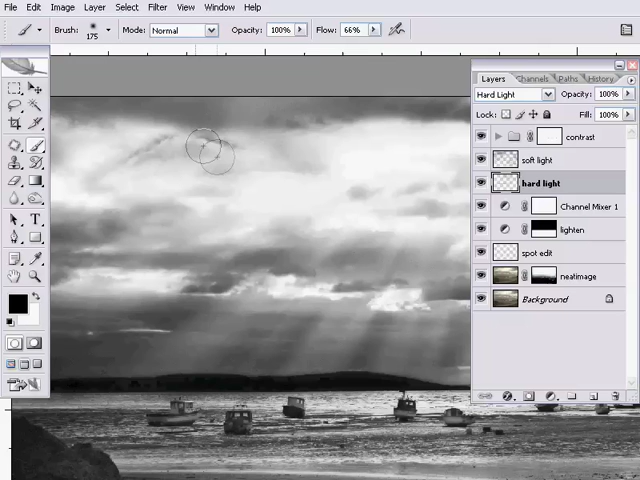 File Edit Image Layer Select Filter View Window Help
Brush: 175 Mode: Normal Opacity: 100% Flow: 66%
Layers Channels Paths History
Hard Light Opacity: 100%
Lock: Fill: 100%
contrast
soft light
hard light
Channel Mixer 1
lighten
spot edit
neatimage
Background
T